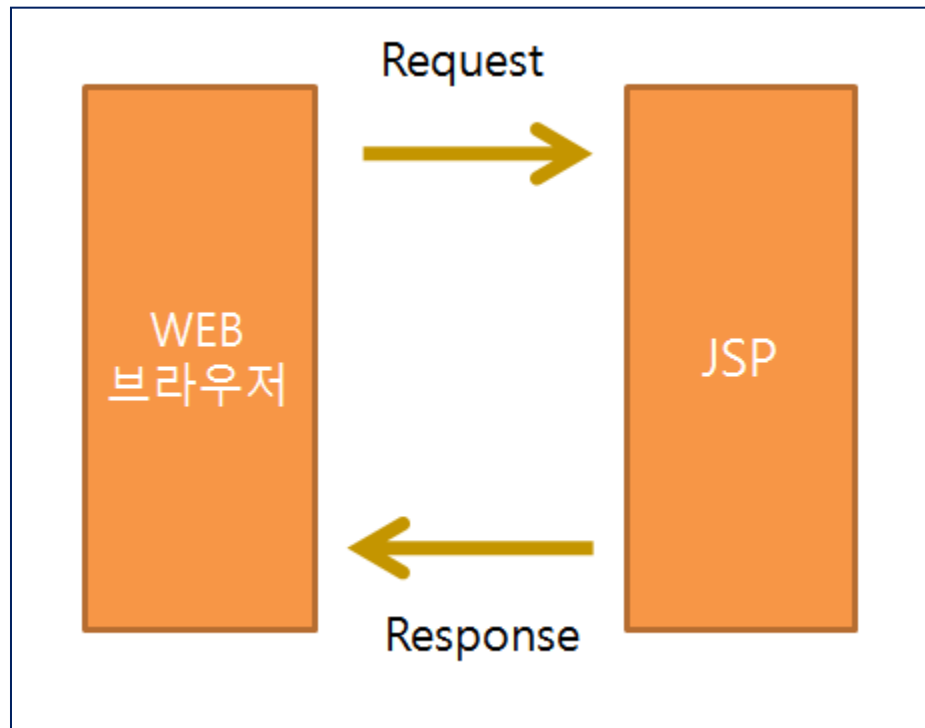 Request
WEB
브라우저
JSP
Response